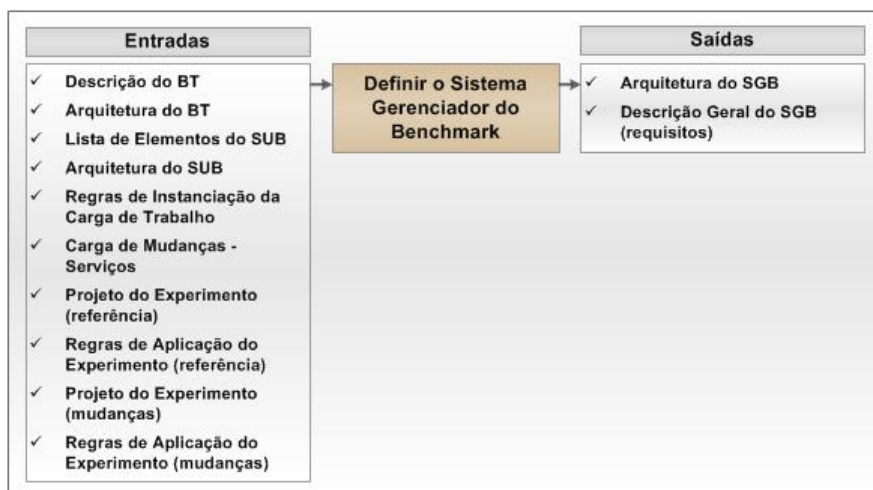 Entradas
✓ Descrição do BT
✓ Arquitetura do BT
✓ Lista de Elementos do SUB
✓ Arquitetura do SUB
✓ Regras de Instanciação da
Carga de Trabalho
✓ Carga de Mudanças -
Serviços
✓ Projeto do Experimento
(referência)
✓ Regras de Aplicação do
Experimento (referência)
✓ Projeto do Experimento
(mudanças)
✓ Regras de Aplicação do
Experimento (mudanças)
Definir o Sistema
Gerenciador do
Benchmark
Saídas
✓ Arquitetura do SGB
✓ Descrição Geral do SGB
(requisitos)